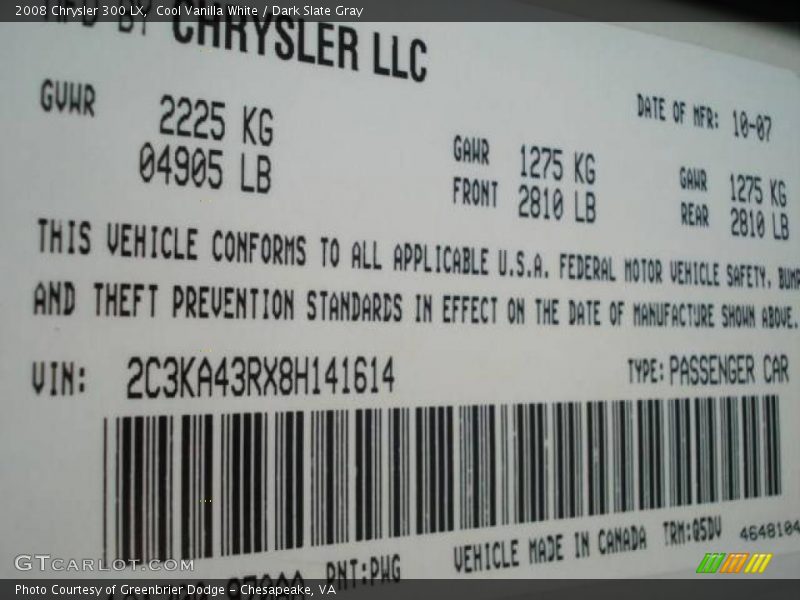 2008 Chrysler 300 LX, Cool Vanilla White / Dark Slate Gray
MFD BY CHRYSLER LLC
GVWR 2225 KG
04905 LB
DATE OF MFR: 10-07
GAWR FRONT 1275 KG 2810 LB
GAWR REAR 1275 KG 2810 LB
THIS VEHICLE CONFORMS TO ALL APPLICABLE U.S.A. FEDERAL MOTOR VEHICLE SAFETY, BUMP
AND THEFT PREVENTION STANDARDS IN EFFECT ON THE DATE OF MANUFACTURE SHOWN ABOVE.
VIN: 2C3KA43RX8H141614 TYPE: PASSENGER CAR
PNT:PWG VEHICLE MADE IN CANADA TRM:Q5DV 4648104
GTCARLOT.COM
Photo Courtesy of Greenbrier Dodge – Chesapeake, VA